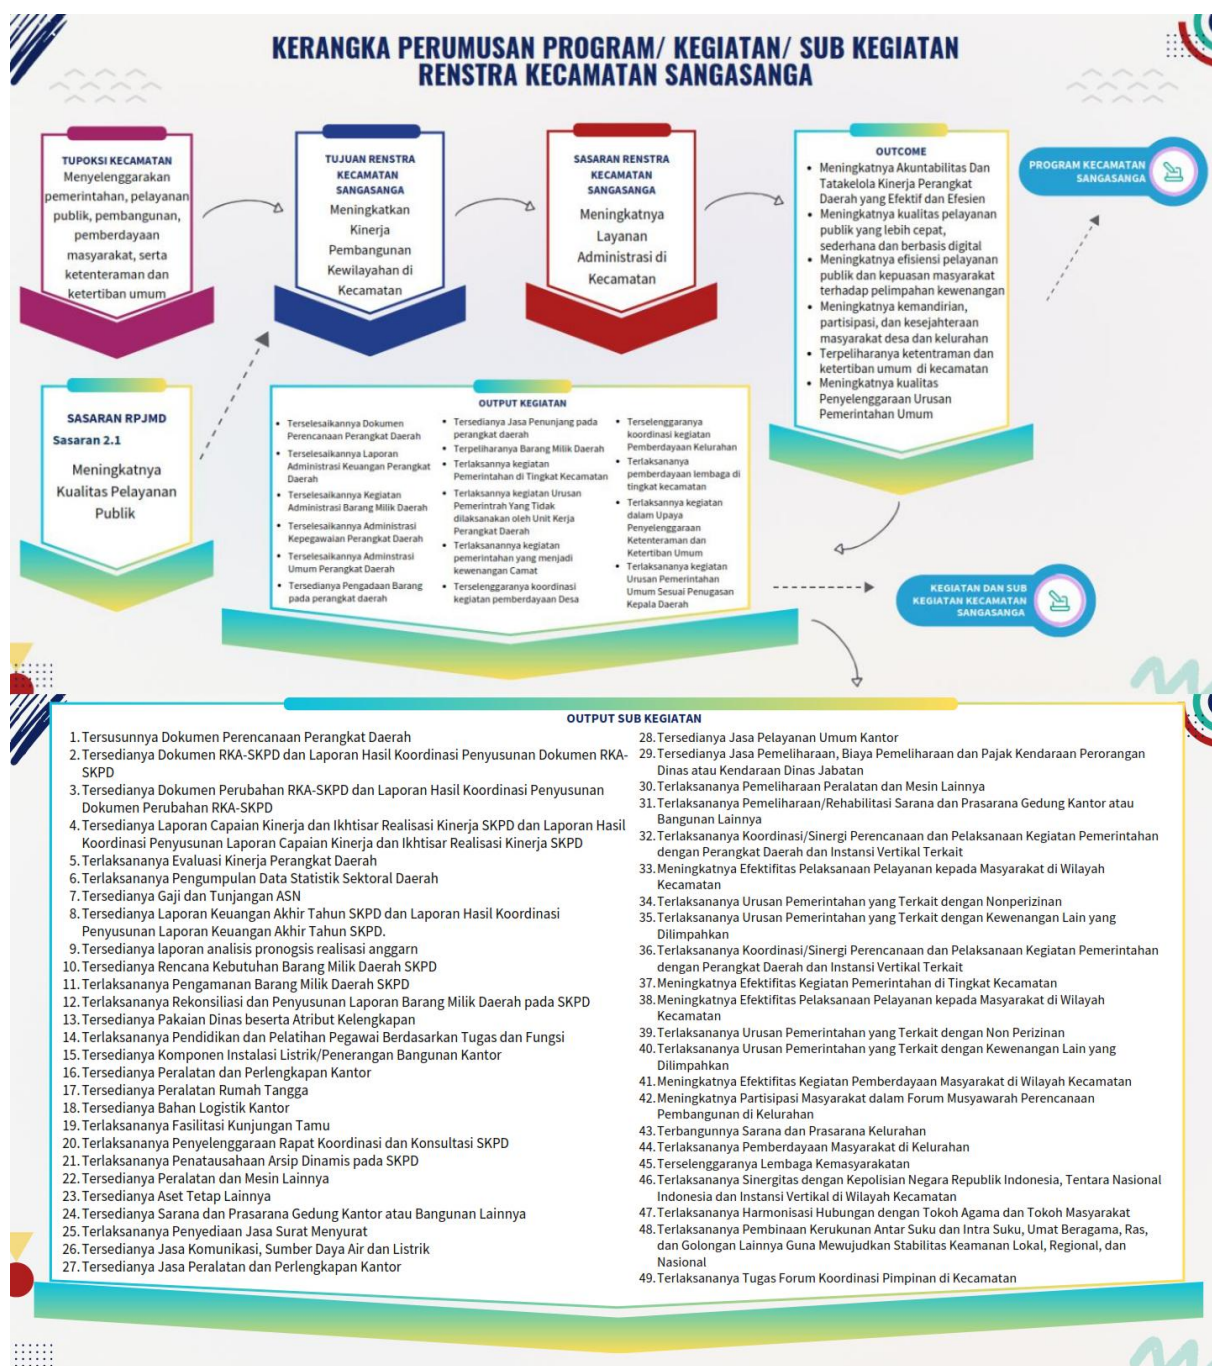 KERANGKA PERUMUSAN PROGRAM/ KEGIATAN/ SUB KEGIATAN
RENSTRA KECAMATAN SANGASANGA
TUPOKSI KECAMATAN
Menyelenggarakan
pemerintahan, pelayanan
publik, pembangunan,
pemberdayaan
masyarakat, serta
ketenteraman dan
ketertiban umum
TUJUAN RENSTRA
KECAMATAN
SANGASANGA
Meningkatkan
Kinerja
Pembangunan
Kewilayahan di
Kecamatan
SASARAN RENSTRA
KECAMATAN
SANGASANGA
Meningkatnya
Layanan
Administrasi di
Kecamatan
OUTCOME
• Meningkatnya Akuntabilitas Dan
Tatakelola Kinerja Perangkat
Daerah yang Efektif dan Efesien
• Meningkatnya kualitas pelayanan
publik yang lebih cepat,
sederhana dan berbasis digital
• Meningkatnya efisiensi pelayanan
publik dan kepuasan masyarakat
terhadap pelimpahan kewenangan
• Meningkatnya kemandirian,
partisipasi, dan kesejahteraan
masyarakat desa dan kelurahan
• Terpeliharanya ketentraman dan
ketertiban umum di kecamatan
• Meningkatnya kualitas
Penyelenggaraan Urusan
Pemerintahan Umum
PROGRAM KECAMATAN
SANGASANGA
SASARAN RPJMD
Sasaran 2.1
Meningkatnya
Kualitas Pelayanan
Publik
OUTPUT KEGIATAN
• Terselesaikannya Dokumen
Perencanaan Perangkat Daerah
• Terselesaikannya Laporan
Administrasi Keuangan Perangkat
Daerah
• Terselesaikannya Kegiatan
Administrasi Barang Milik Daerah
• Terselesaikannya Administrasi
Kepegawaian Perangkat Daerah
• Terselesaikannya Adminstrasi
Umum Perangkat Daerah
• Tersedianya Pengadaan Barang
pada perangkat daerah
• Tersedianya Jasa Penunjang pada
perangkat daerah
• Terpeliharanya Barang Milik Daerah
• Terlaksannya kegiatan
Pemerintahan di Tingkat Kecamatan
• Terlaksannya kegiatan Urusan
Pemerintrah Yang Tidak
dilaksanakan oleh Unit Kerja
Perangkat Daerah
• Terlaksanannya kegiatan
pemerintahan yang menjadi
kewenangan Camat
• Terselenggaranya koordinasi
kegiatan pemberdayaan Desa
• Terselenggaranya
koordinasi kegiatan
Pemberdayaan Kelurahan
• Terlaksananya
pemberdayaan lembaga di
tingkat kecamatan
• Terlaksananya kegiatan
dalam Upaya
Penyelenggaraan
Ketenteraman dan
Ketertiban Umum
• Terlaksananya kegiatan
Urusan Pemerintahan
Umum Sesuai Penugasan
Kepala Daerah
KEGIATAN DAN SUB
KEGIATAN KECAMATAN
SANGASANGA
OUTPUT SUB KEGIATAN
1. Tersusunnya Dokumen Perencanaan Perangkat Daerah
2. Tersedianya Dokumen RKA-SKPD dan Laporan Hasil Koordinasi Penyusunan Dokumen RKA-
SKPD
3. Tersedianya Dokumen Perubahan RKA-SKPD dan Laporan Hasil Koordinasi Penyusunan
Dokumen Perubahan RKA-SKPD
4. Tersedianya Laporan Capaian Kinerja dan Ikhtisar Realisasi Kinerja SKPD dan Laporan Hasil
Koordinasi Penyusunan Laporan Capaian Kinerja dan Ikhtisar Realisasi Kinerja SKPD
5. Terlaksananya Evaluasi Kinerja Perangkat Daerah
6. Terlaksananya Pengumpulan Data Statistik Sektoral Daerah
7. Tersedianya Gaji dan Tunjangan ASN
8. Tersedianya Laporan Keuangan Akhir Tahun SKPD dan Laporan Hasil Koordinasi
Penyusunan Laporan Keuangan Akhir Tahun SKPD.
9. Tersedianya laporan analisis pronogsis realisasi anggarn
10. Tersedianya Rencana Kebutuhan Barang Milik Daerah SKPD
11. Terlaksananya Pengamanan Barang Milik Daerah SKPD
12. Terlaksananya Rekonsiliasi dan Penyusunan Laporan Barang Milik Daerah pada SKPD
13. Tersedianya Pakaian Dinas beserta Atribut Kelengkapan
14. Terlaksananya Pendidikan dan Pelatihan Pegawai Berdasarkan Tugas dan Fungsi
15. Tersedianya Komponen Instalasi Listrik/Penerangan Bangunan Kantor
16. Tersedianya Peralatan dan Perlengkapan Kantor
17. Tersedianya Peralatan Rumah Tangga
18. Tersedianya Bahan Logistik Kantor
19. Terlaksananya Fasilitasi Kunjungan Tamu
20. Terlaksananya Penyelenggaraan Rapat Koordinasi dan Konsultasi SKPD
21. Terlaksananya Penatausahaan Arsip Dinamis pada SKPD
22. Tersedianya Peralatan dan Mesin Lainnya
23. Tersedianya Aset Tetap Lainnya
24. Tersedianya Sarana dan Prasarana Gedung Kantor atau Bangunan Lainnya
25. Terlaksananya Penyediaan Jasa Surat Menyurat
26. Tersedianya Jasa Komunikasi, Sumber Daya Air dan Listrik
27. Tersedianya Jasa Peralatan dan Perlengkapan Kantor
28. Tersedianya Jasa Pelayanan Umum Kantor
29. Tersedianya Jasa Pemeliharaan, Biaya Pemeliharaan dan Pajak Kendaraan Perorangan
Dinas atau Kendaraan Dinas Jabatan
30. Terlaksananya Pemeliharaan Peralatan dan Mesin Lainnya
31. Terlaksananya Pemeliharaan/Rehabilitasi Sarana dan Prasarana Gedung Kantor atau
Bangunan Lainnya
32. Terlaksananya Koordinasi/Sinergi Perencanaan dan Pelaksanaan Kegiatan Pemerintahan
dengan Perangkat Daerah dan Instansi Vertikal Terkait
33. Meningkatnya Efektifitas Pelaksanaan Pelayanan kepada Masyarakat di Wilayah
Kecamatan
34. Terlaksananya Urusan Pemerintahan yang Terkait dengan Nonperizinan
35. Terlaksananya Urusan Pemerintahan yang Terkait dengan Kewenangan Lain yang
Dilimpahkan
36. Terlaksananya Koordinasi/Sinergi Perencanaan dan Pelaksanaan Kegiatan Pemerintahan
dengan Perangkat Daerah dan Instansi Vertikal Terkait
37. Meningkatnya Efektifitas Kegiatan Pemerintahan di Tingkat Kecamatan
38. Meningkatnya Efektifitas Pelaksanaan Pelayanan kepada Masyarakat di Wilayah
Kecamatan
39. Terlaksananya Urusan Pemerintahan yang Terkait dengan Non Perizinan
40. Terlaksananya Urusan Pemerintahan yang Terkait dengan Kewenangan Lain yang
Dilimpahkan
41. Meningkatnya Efektifitas Kegiatan Pemberdayaan Masyarakat di Wilayah Kecamatan
42. Meningkatnya Partisipasi Masyarakat dalam Forum Musyawarah Perencanaan
Pembangunan di Kelurahan
43. Terbangunnya Sarana dan Prasarana Kelurahan
44. Terlaksananya Pemberdayaan Masyarakat di Kelurahan
45. Terselenggaranya Lembaga Kemasyarakatan
46. Terlaksananya Sinergitas dengan Kepolisian Negara Republik Indonesia, Tentara Nasional
Indonesia dan Instansi Vertikal di Wilayah Kecamatan
47. Terlaksananya Harmonisasi Hubungan dengan Tokoh Agama dan Tokoh Masyarakat
48. Terlaksananya Pembinaan Kerukunan Antar Suku dan Intra Suku, Umat Beragama, Ras,
dan Golongan Lainnya Guna Mewujudkan Stabilitas Keamanan Lokal, Regional, dan
Nasional
49. Terlaksananya Tugas Forum Koordinasi Pimpinan di Kecamatan